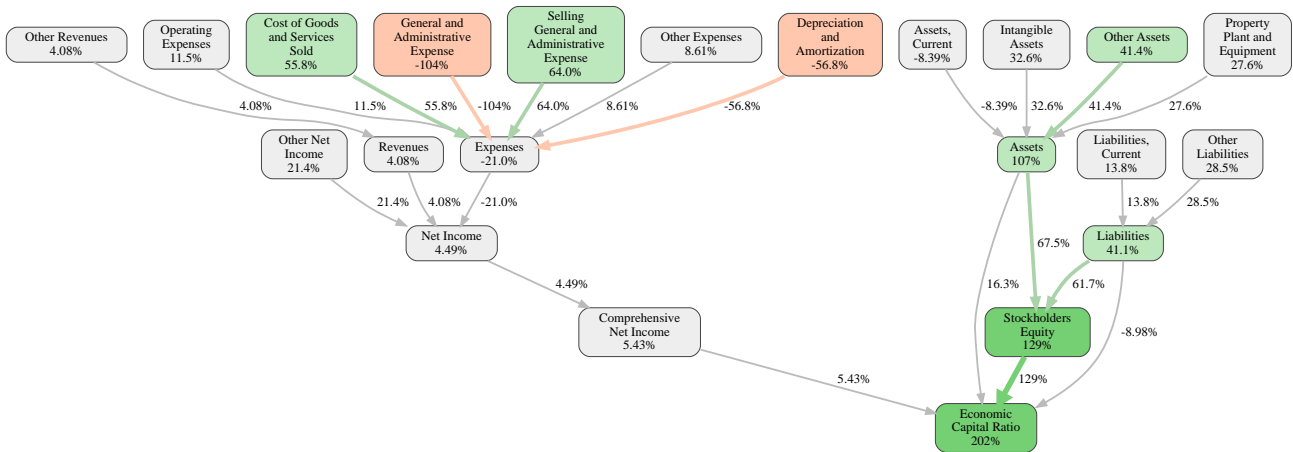 Other Revenues
4.08%
Operating
Expenses
11.5%
Cost of Goods
and Services
Sold
55.8%
General and
Administrative
Expense
-104%
Selling
General and
Administrative
Expense
64.0%
Other Expenses
8.61%
Depreciation
and
Amortization
-56.8%
Assets,
Current
-8.39%
Intangible
Assets
32.6%
Other Assets
41.4%
Property
Plant and
Equipment
27.6%
4.08%
11.5%
55.8%
-104%
64.0%
8.61%
-56.8%
-8.39%
32.6%
41.4%
27.6%
Other Net
Income
21.4%
Revenues
4.08%
Expenses
-21.0%
Assets
107%
Liabilities,
Current
13.8%
Other
Liabilities
28.5%
21.4%
4.08%
-21.0%
13.8%
28.5%
Net Income
4.49%
67.5%
Liabilities
41.1%
4.49%
16.3%
61.7%
Comprehensive
Net Income
5.43%
Stockholders
Equity
129%
-8.98%
5.43%
129%
Economic
Capital Ratio
202%